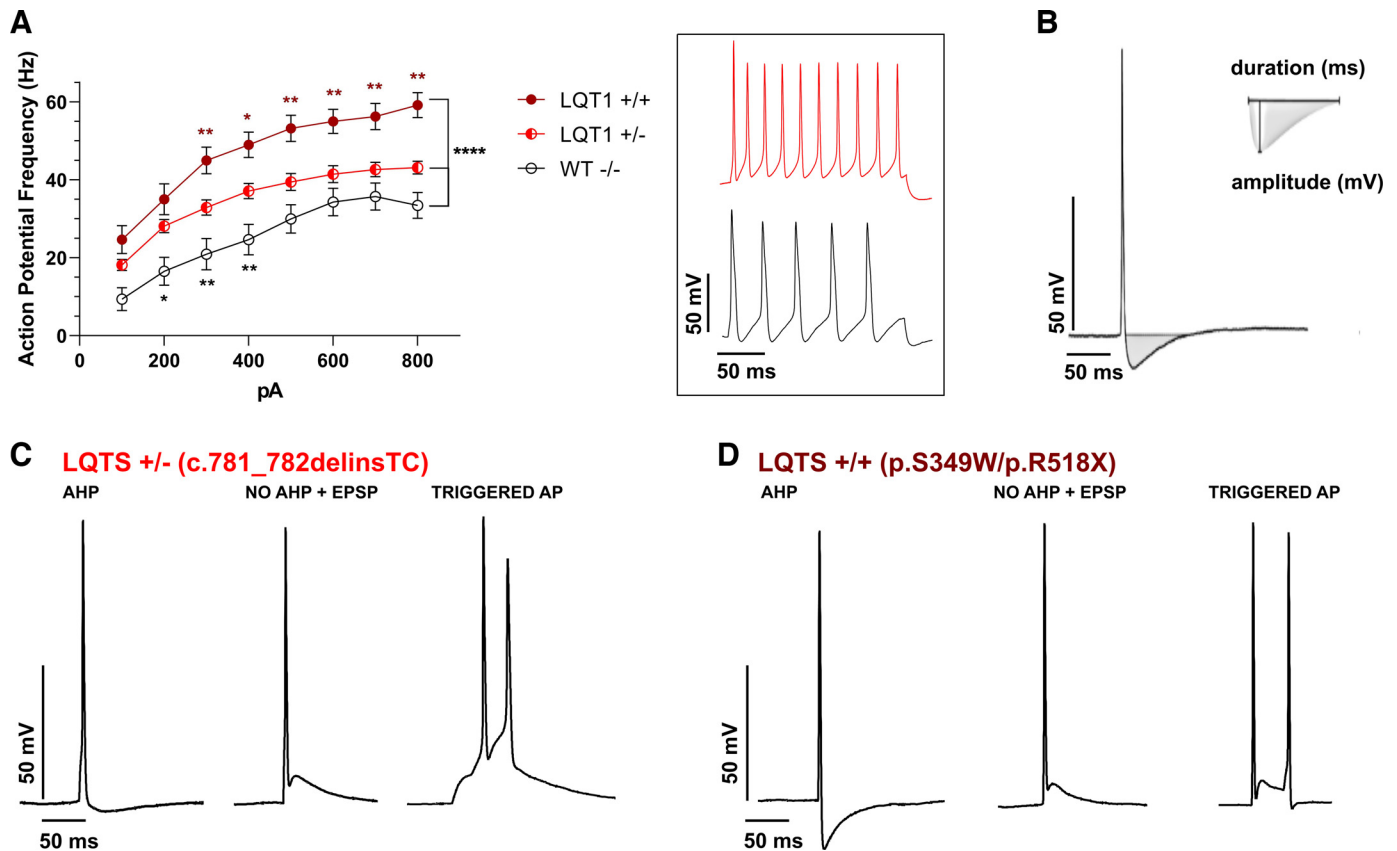 A
Action Potential Frequency (Hz)
60
40
20
0
0 200 400 600 800
pA
** * ** ** ** **
****
* ** **
LQT1 +/+
LQT1 +/-
WT -/-
50 mV
50 ms
B
duration (ms)
amplitude (mV)
50 mV
50 ms
C
LQTS +/- (c.781_782delinsTC)
AHP
NO AHP + EPSP
TRIGGERED AP
50 mV
50 ms
D
LQTS +/+ (p.S349W/p.R518X)
AHP
NO AHP + EPSP
TRIGGERED AP
50 mV
50 ms